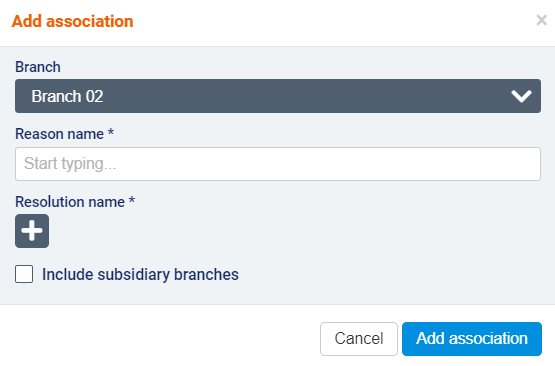 Add association
×
Branch
Branch 02
Reason name *
Start typing...
Resolution name *
Include subsidiary branches
Cancel
Add association